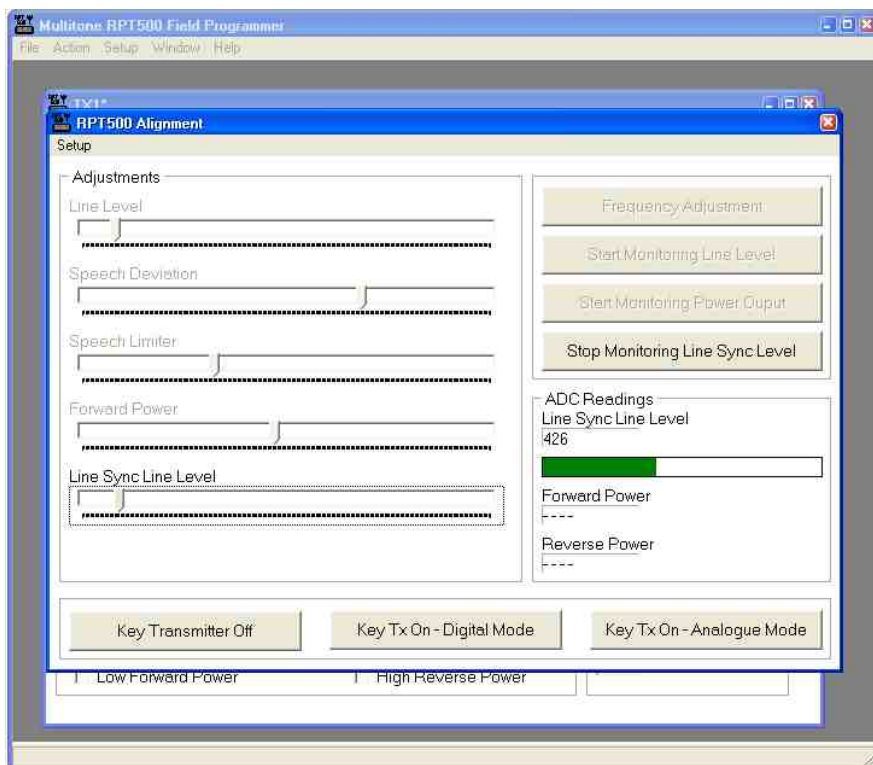 Multitone RPT500 Field Programmer
File Action Setup Window Help
TX1*
RPT500 Alignment
Setup
Adjustments
Line Level
Speech Deviation
Speech Limiter
Forward Power
Line Sync Line Level
Frequency Adjustment
Start Monitoring Line Level
Start Monitoring Power Ouput
Stop Monitoring Line Sync Level
ADC Readings
Line Sync Line Level
426
Forward Power
----
Reverse Power
----
Key Transmitter Off
Key Tx On - Digital Mode
Key Tx On - Analogue Mode
Low Forward Power
High Reverse Power